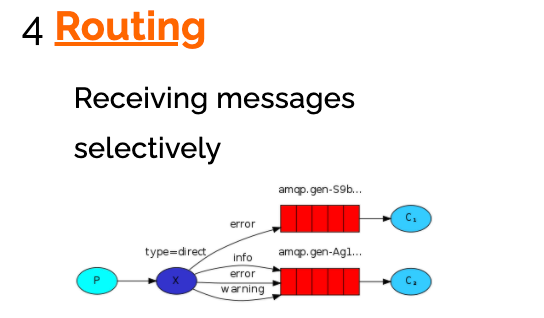 4 Routing
Receiving messages
selectively
amqp.gen-S9b...
error
C₁
type=direct
amqp.gen-Ag1...
info
error
warning
P
X
C₂